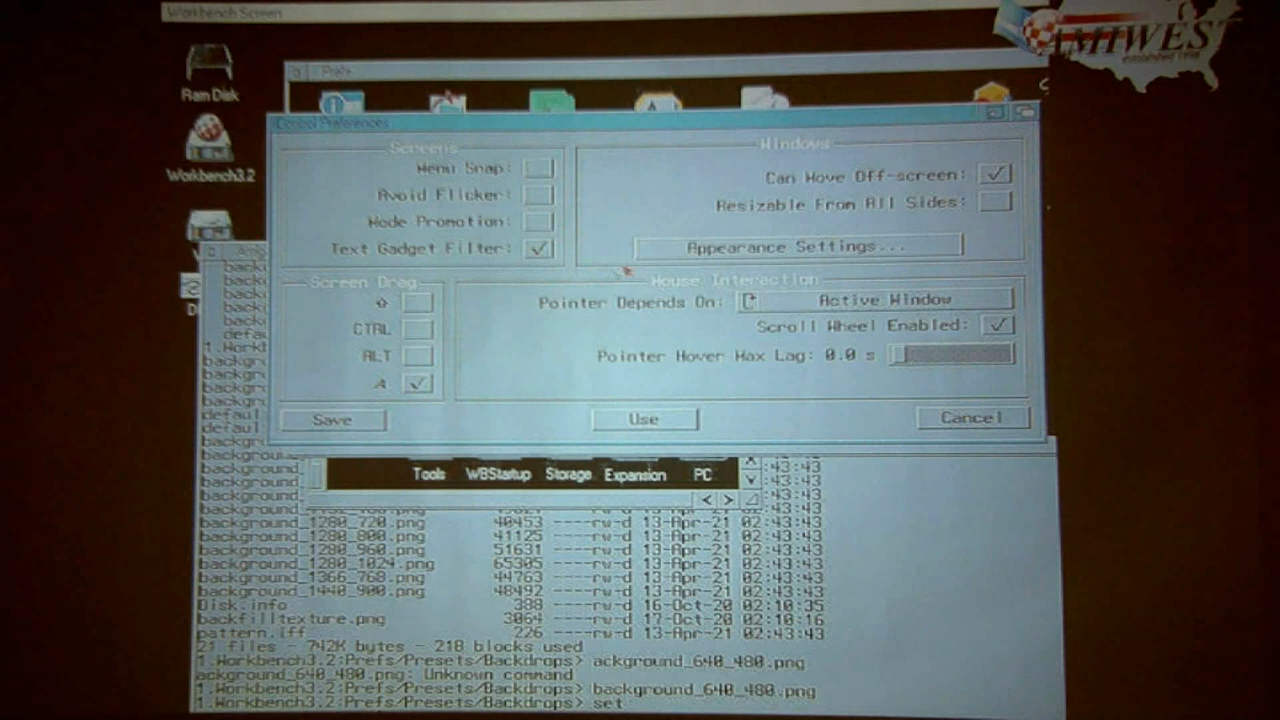 Workbench Screen
AMIWEST
established 1998
Ram Disk
Prefs
Workbench3.2
Control Preferences
Screens
Menu Snap:
Avoid Flicker:
Mode Promotion:
Text Gadget Filter:
Windows
Can Move Off-screen:
Resizable From All Sides:
Appearance Settings...
Screen Drag
CTRL
ALT
A
Mouse Interaction
Pointer Depends On: Active Window
Scroll Wheel Enabled:
Pointer Hover Max Lag: 0.0 s
Save Use Cancel
Tools WBStartup Storage Expansion PC
background_1280_720.png 40453 ----rw-d 13-Apr-21 02:43:43
background_1280_800.png 41125 ----rw-d 13-Apr-21 02:43:43
background_1280_960.png 51631 ----rw-d 13-Apr-21 02:43:43
background_1280_1024.png 65305 ----rw-d 13-Apr-21 02:43:43
background_1366_768.png 44763 ----rw-d 13-Apr-21 02:43:43
background_1440_900.png 48492 ----rw-d 13-Apr-21 02:43:43
Disk.info 388 ----rw-d 16-Oct-20 02:10:35
backfilltexture.png 3064 ----rw-d 17-Oct-20 02:10:16
pattern.iff 226 ----rw-d 13-Apr-21 02:43:43
21 files - 742K bytes - 218 blocks used
1.Workbench3.2:Prefs/Presets/Backdrops> ackground_640_480.png
ackground_640_480.png: Unknown command
1.Workbench3.2:Prefs/Presets/Backdrops> background_640_480.png
1.Workbench3.2:Prefs/Presets/Backdrops> set